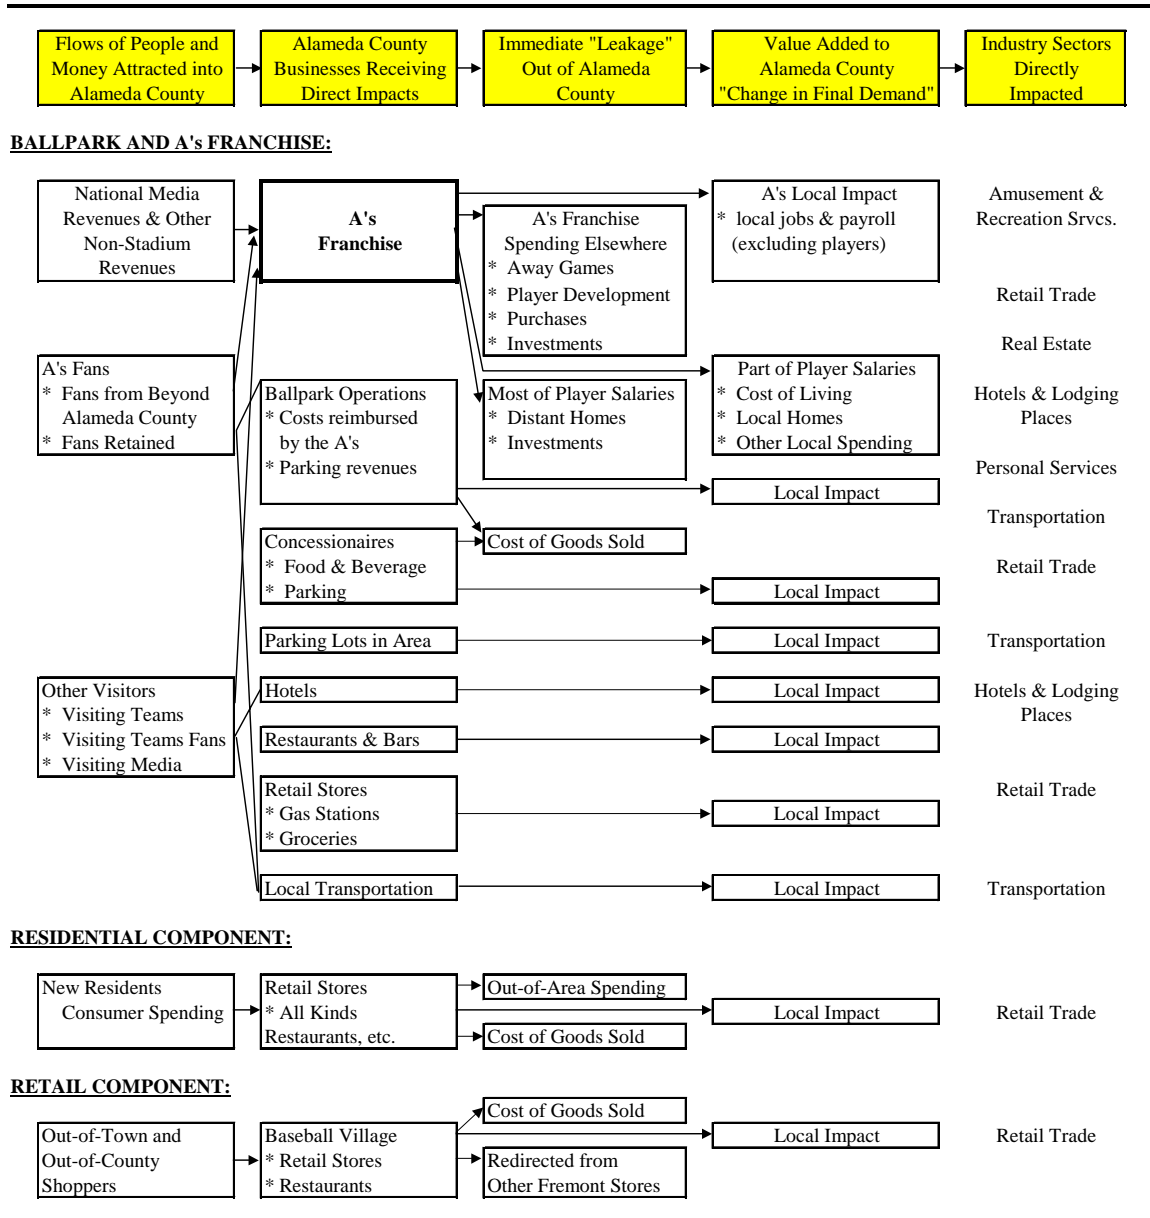 Flows of People and
Money Attracted into
Alameda County
Alameda County
Businesses Receiving
Direct Impacts
Immediate "Leakage"
Out of Alameda
County
Value Added to
Alameda County
"Change in Final Demand"
Industry Sectors
Directly
Impacted
BALLPARK AND A's FRANCHISE:
National Media
Revenues & Other
Non-Stadium
Revenues
A's
Franchise
A's Franchise
Spending Elsewhere
* Away Games
* Player Development
* Purchases
* Investments
A's Local Impact
* local jobs & payroll
(excluding players)
Amusement &
Recreation Srvcs.
Retail Trade
Real Estate
A's Fans
* Fans from Beyond
Alameda County
* Fans Retained
Ballpark Operations
* Costs reimbursed
by the A's
* Parking revenues
Most of Player Salaries
* Distant Homes
* Investments
Part of Player Salaries
* Cost of Living
* Local Homes
* Other Local Spending
Hotels & Lodging
Places
Personal Services
Local Impact
Transportation
Concessionaires
* Food & Beverage
* Parking
Cost of Goods Sold
Retail Trade
Local Impact
Parking Lots in Area
Local Impact
Transportation
Other Visitors
* Visiting Teams
* Visiting Teams Fans
* Visiting Media
Hotels
Local Impact
Hotels & Lodging
Places
Restaurants & Bars
Local Impact
Retail Stores
* Gas Stations
* Groceries
Local Impact
Retail Trade
Local Transportation
Local Impact
Transportation
RESIDENTIAL COMPONENT:
New Residents
Consumer Spending
Retail Stores
* All Kinds
Restaurants, etc.
Out-of-Area Spending
Cost of Goods Sold
Local Impact
Retail Trade
RETAIL COMPONENT:
Out-of-Town and
Out-of-County
Shoppers
Baseball Village
* Retail Stores
* Restaurants
Cost of Goods Sold
Redirected from
Other Fremont Stores
Local Impact
Retail Trade